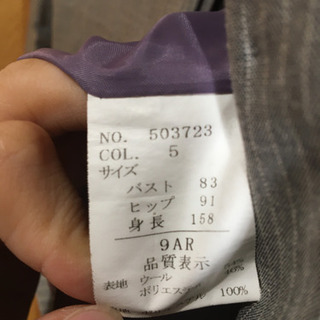 NO. 503723
COL. 5
サイズ
バスト 83
ヒップ 91
身長 158
9AR
品質表示
表地 ウール
ポリエステル 100%